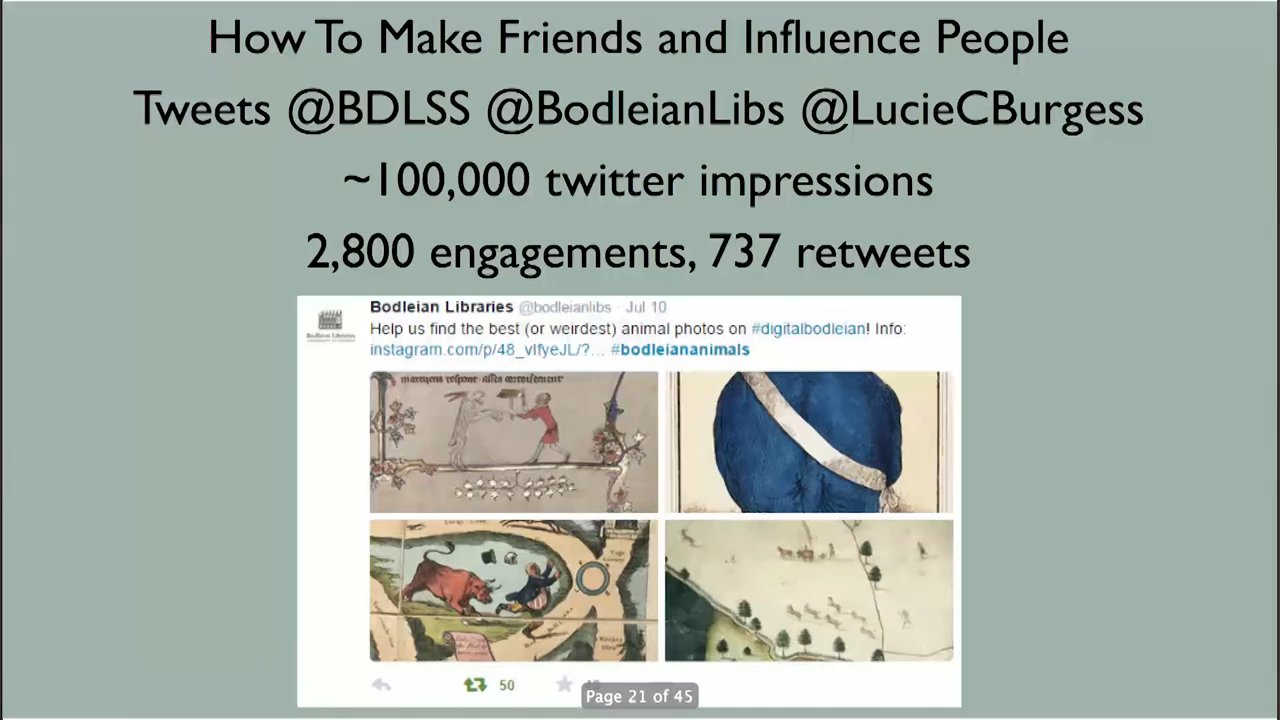 How To Make Friends and Influence People
Tweets @BDLSS @BodleianLibs @LucieCBurgess
~100,000 twitter impressions
2,800 engagements, 737 retweets
Bodleian Libraries @bodleianlibs · Jul 10
Help us find the best (or weirdest) animal photos on #digitalbodleian! Info:
instagram.com/p/48_vIfyeJL/?... #bodleiananimals
50
Page 21 of 45